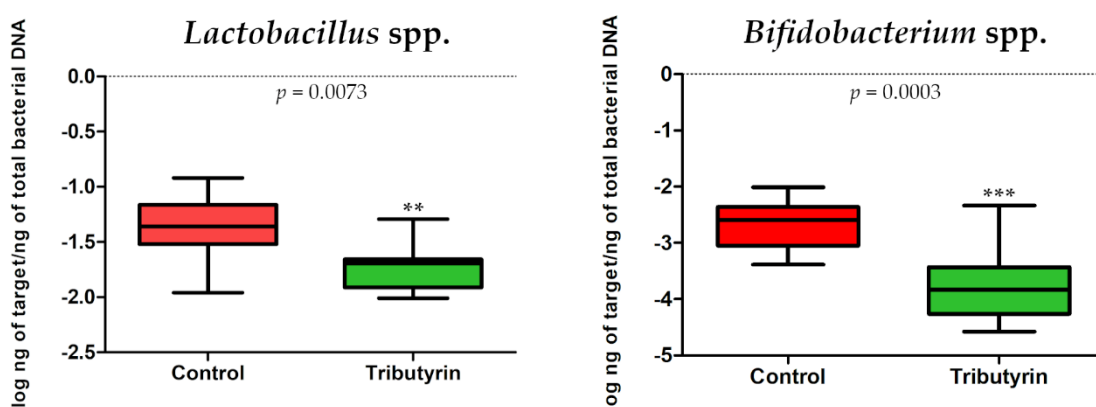 Lactobacillus spp.
log ng of target/ng of total bacterial DNA
0.0
-0.5
-1.0
-1.5
-2.0
-2.5
p = 0.0073
**
Control
Tributyrin
Bifidobacterium spp.
og ng of target/ng of total bacterial DNA
0
-1
-2
-3
-4
-5
p = 0.0003
***
Control
Tributyrin